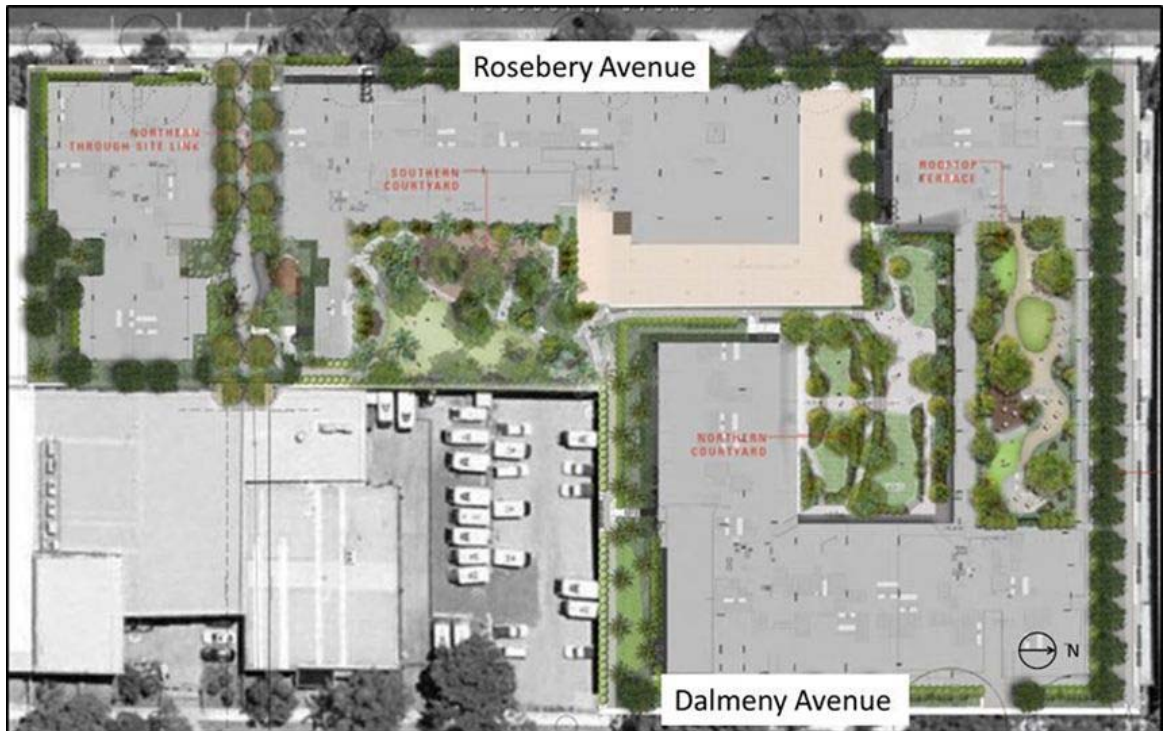 Rosebery Avenue
NORTHERN
THROUGH SITE LINK
SOUTHERN
COURTYARD
ROOFTOP
TERRACE
NORTHERN
COURTYARD
N
Dalmeny Avenue